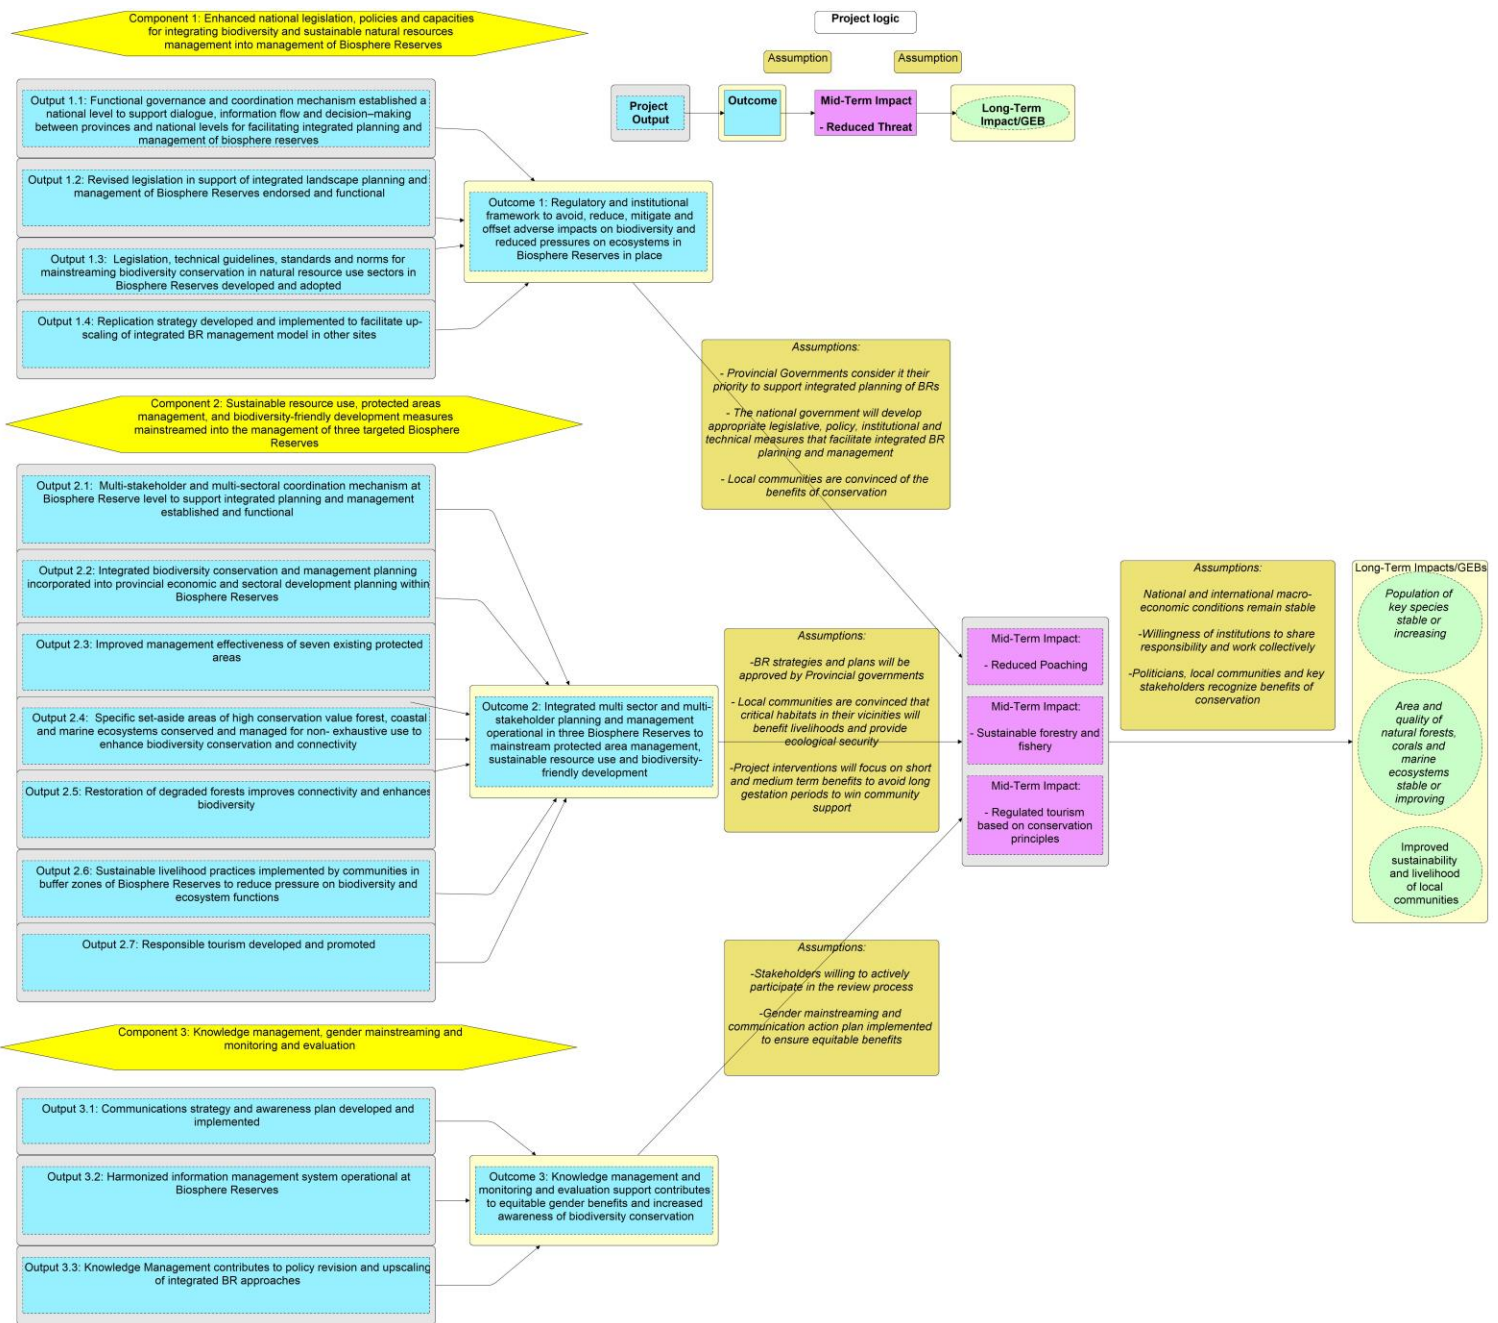 Component 1: Enhanced national legislation, policies and capacities
for integrating biodiversity and sustainable natural resources
management into management of Biosphere Reserves
Project logic
Assumption
Assumption
Project
Output
Outcome
Mid-Term Impact
- Reduced Threat
Long-Term
Impact/GEB
Output 1.1: Functional governance and coordination mechanism established a
national level to support dialogue, information flow and decision–making
between provinces and national levels for facilitating integrated planning and
management of biosphere reserves
Output 1.2: Revised legislation in support of integrated landscape planning and
management of Biosphere Reserves endorsed and functional
Output 1.3:  Legislation, technical guidelines, standards and norms for
mainstreaming biodiversity conservation in natural resource use sectors in
Biosphere Reserves developed and adopted
Output 1.4: Replication strategy developed and implemented to facilitate up-
scaling of integrated BR management model in other sites
Outcome 1: Regulatory and institutional
framework to avoid, reduce, mitigate and
offset adverse impacts on biodiversity and
reduced pressures on ecosystems in
Biosphere Reserves in place
Assumptions:
- Provincial Governments consider it their
priority to support integrated planning of BRs
- The national government will develop
appropriate legislative, policy, institutional and
technical measures that facilitate integrated BR
planning and management
- Local communities are convinced of the
benefits of conservation
Component 2: Sustainable resource use, protected areas
management, and biodiversity-friendly development measures
mainstreamed into the management of three targeted Biosphere
Reserves
Output 2.1:  Multi-stakeholder and multi-sectoral coordination mechanism at
Biosphere Reserve level to support integrated planning and management
established and functional
Output 2.2: Integrated biodiversity conservation and management planning
incorporated into provincial economic and sectoral development planning within
Biosphere Reserves
Output 2.3: Improved management effectiveness of seven existing protected
areas
Output 2.4:  Specific set-aside areas of high conservation value forest, coastal
and marine ecosystems conserved and managed for non- exhaustive use to
enhance biodiversity conservation and connectivity
Output 2.5: Restoration of degraded forests improves connectivity and enhances
biodiversity
Output 2.6: Sustainable livelihood practices implemented by communities in
buffer zones of Biosphere Reserves to reduce pressure on biodiversity and
ecosystem functions
Output 2.7: Responsible tourism developed and promoted
Outcome 2: Integrated multi sector and multi-
stakeholder planning and management
operational in three Biosphere Reserves to
mainstream protected area management,
sustainable resource use and biodiversity-
friendly development
Assumptions:
-BR strategies and plans will be
approved by Provincial governments
- Local communities are convinced that
critical habitats in their vicinities will
benefit livelihoods and provide
ecological security
-Project interventions will focus on short
and medium term benefits to avoid long
gestation periods to win community
support
Mid-Term Impact:
- Reduced Poaching
Mid-Term Impact:
- Sustainable forestry and
fishery
Mid-Term Impact:
- Regulated tourism
based on conservation
principles
Assumptions:
National and international macro-
economic conditions remain stable
-Willingness of institutions to share
responsibility and work collectively
-Politicians, local communities and key
stakeholders recognize benefits of
conservation
Long-Term Impacts/GEBs
Population of
key species
stable or
increasing
Area and
quality of
natural forests,
corals and
marine
ecosystems
stable or
improving
Improved
sustainability
and livelihood
of local
communities
Component 3: Knowledge management, gender mainstreaming and
monitoring and evaluation
Output 3.1: Communications strategy and awareness plan developed and
implemented
Output 3.2: Harmonized information management system operational at
Biosphere Reserves
Output 3.3: Knowledge Management contributes to policy revision and upscaling
of integrated BR approaches
Outcome 3: Knowledge management and
monitoring and evaluation support contributes
to equitable gender benefits and increased
awareness of biodiversity conservation
Assumptions:
-Stakeholders willing to actively
participate in the review process
-Gender mainstreaming and
communication action plan implemented
to ensure equitable benefits